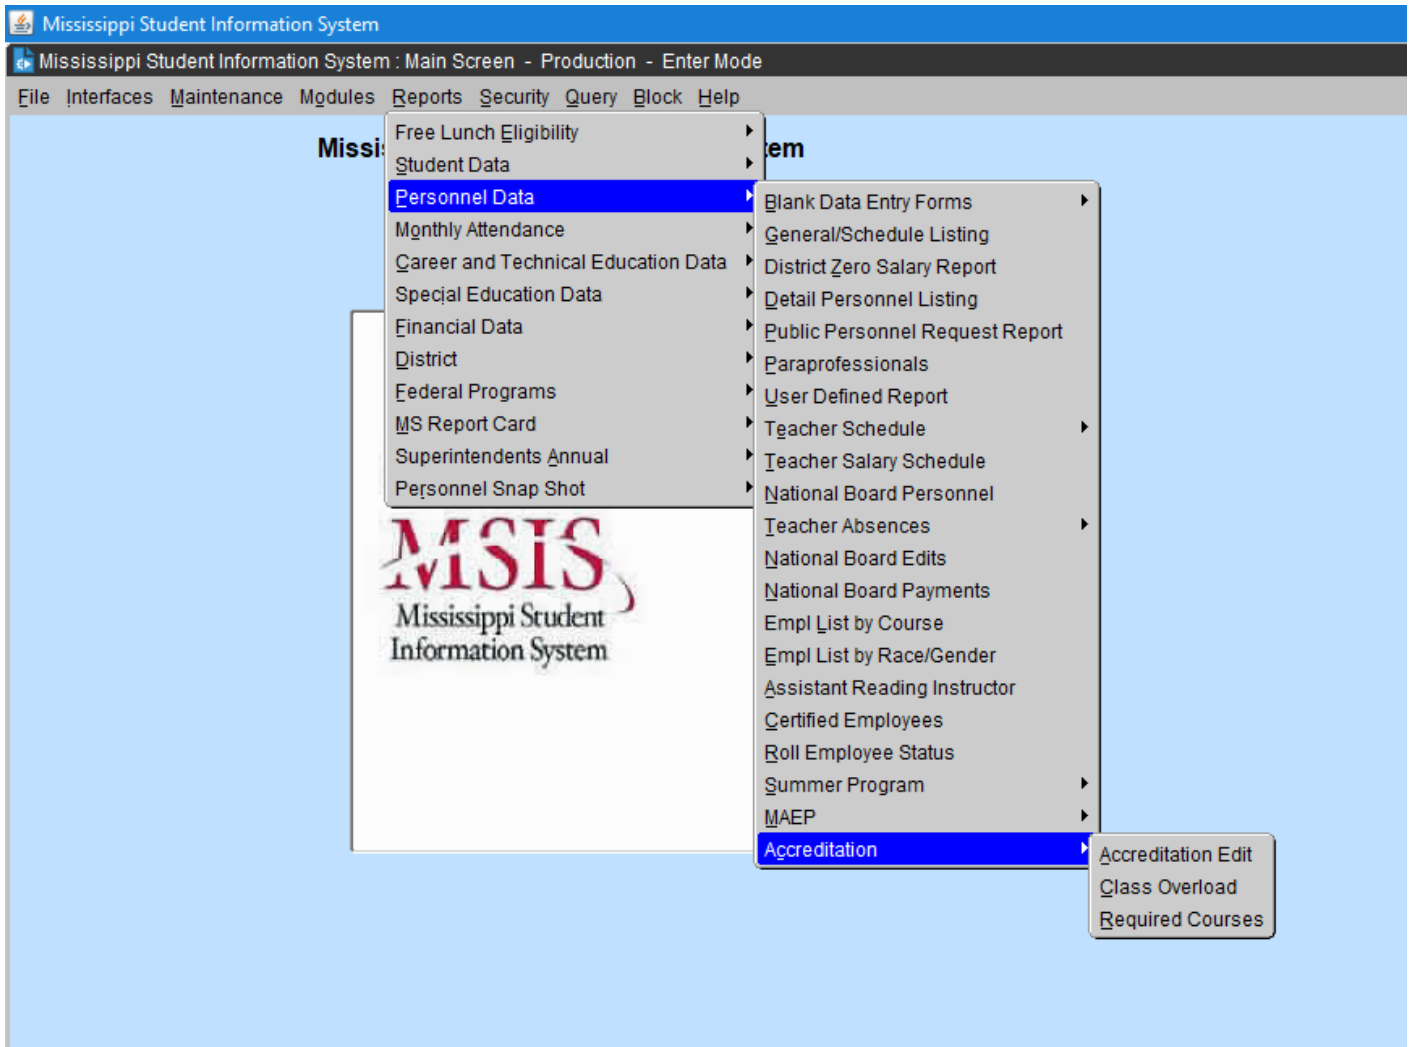 Mississippi Student Information System
Mississippi Student Information System : Main Screen - Production - Enter Mode
File Interfaces Maintenance Modules Reports Security Query Block Help
Free Lunch Eligibility
Student Data
Personnel Data
Monthly Attendance
Career and Technical Education Data
Special Education Data
Financial Data
District
Federal Programs
MS Report Card
Superintendents Annual
Personnel Snap Shot
Blank Data Entry Forms
General/Schedule Listing
District Zero Salary Report
Detail Personnel Listing
Public Personnel Request Report
Paraprofessionals
User Defined Report
Teacher Schedule
Teacher Salary Schedule
National Board Personnel
Teacher Absences
National Board Edits
National Board Payments
Empl List by Course
Empl List by Race/Gender
Assistant Reading Instructor
Certified Employees
Roll Employee Status
Summer Program
MAEP
Accreditation
Accreditation Edit
Class Overload
Required Courses
MSIS
Mississippi Student
Information System